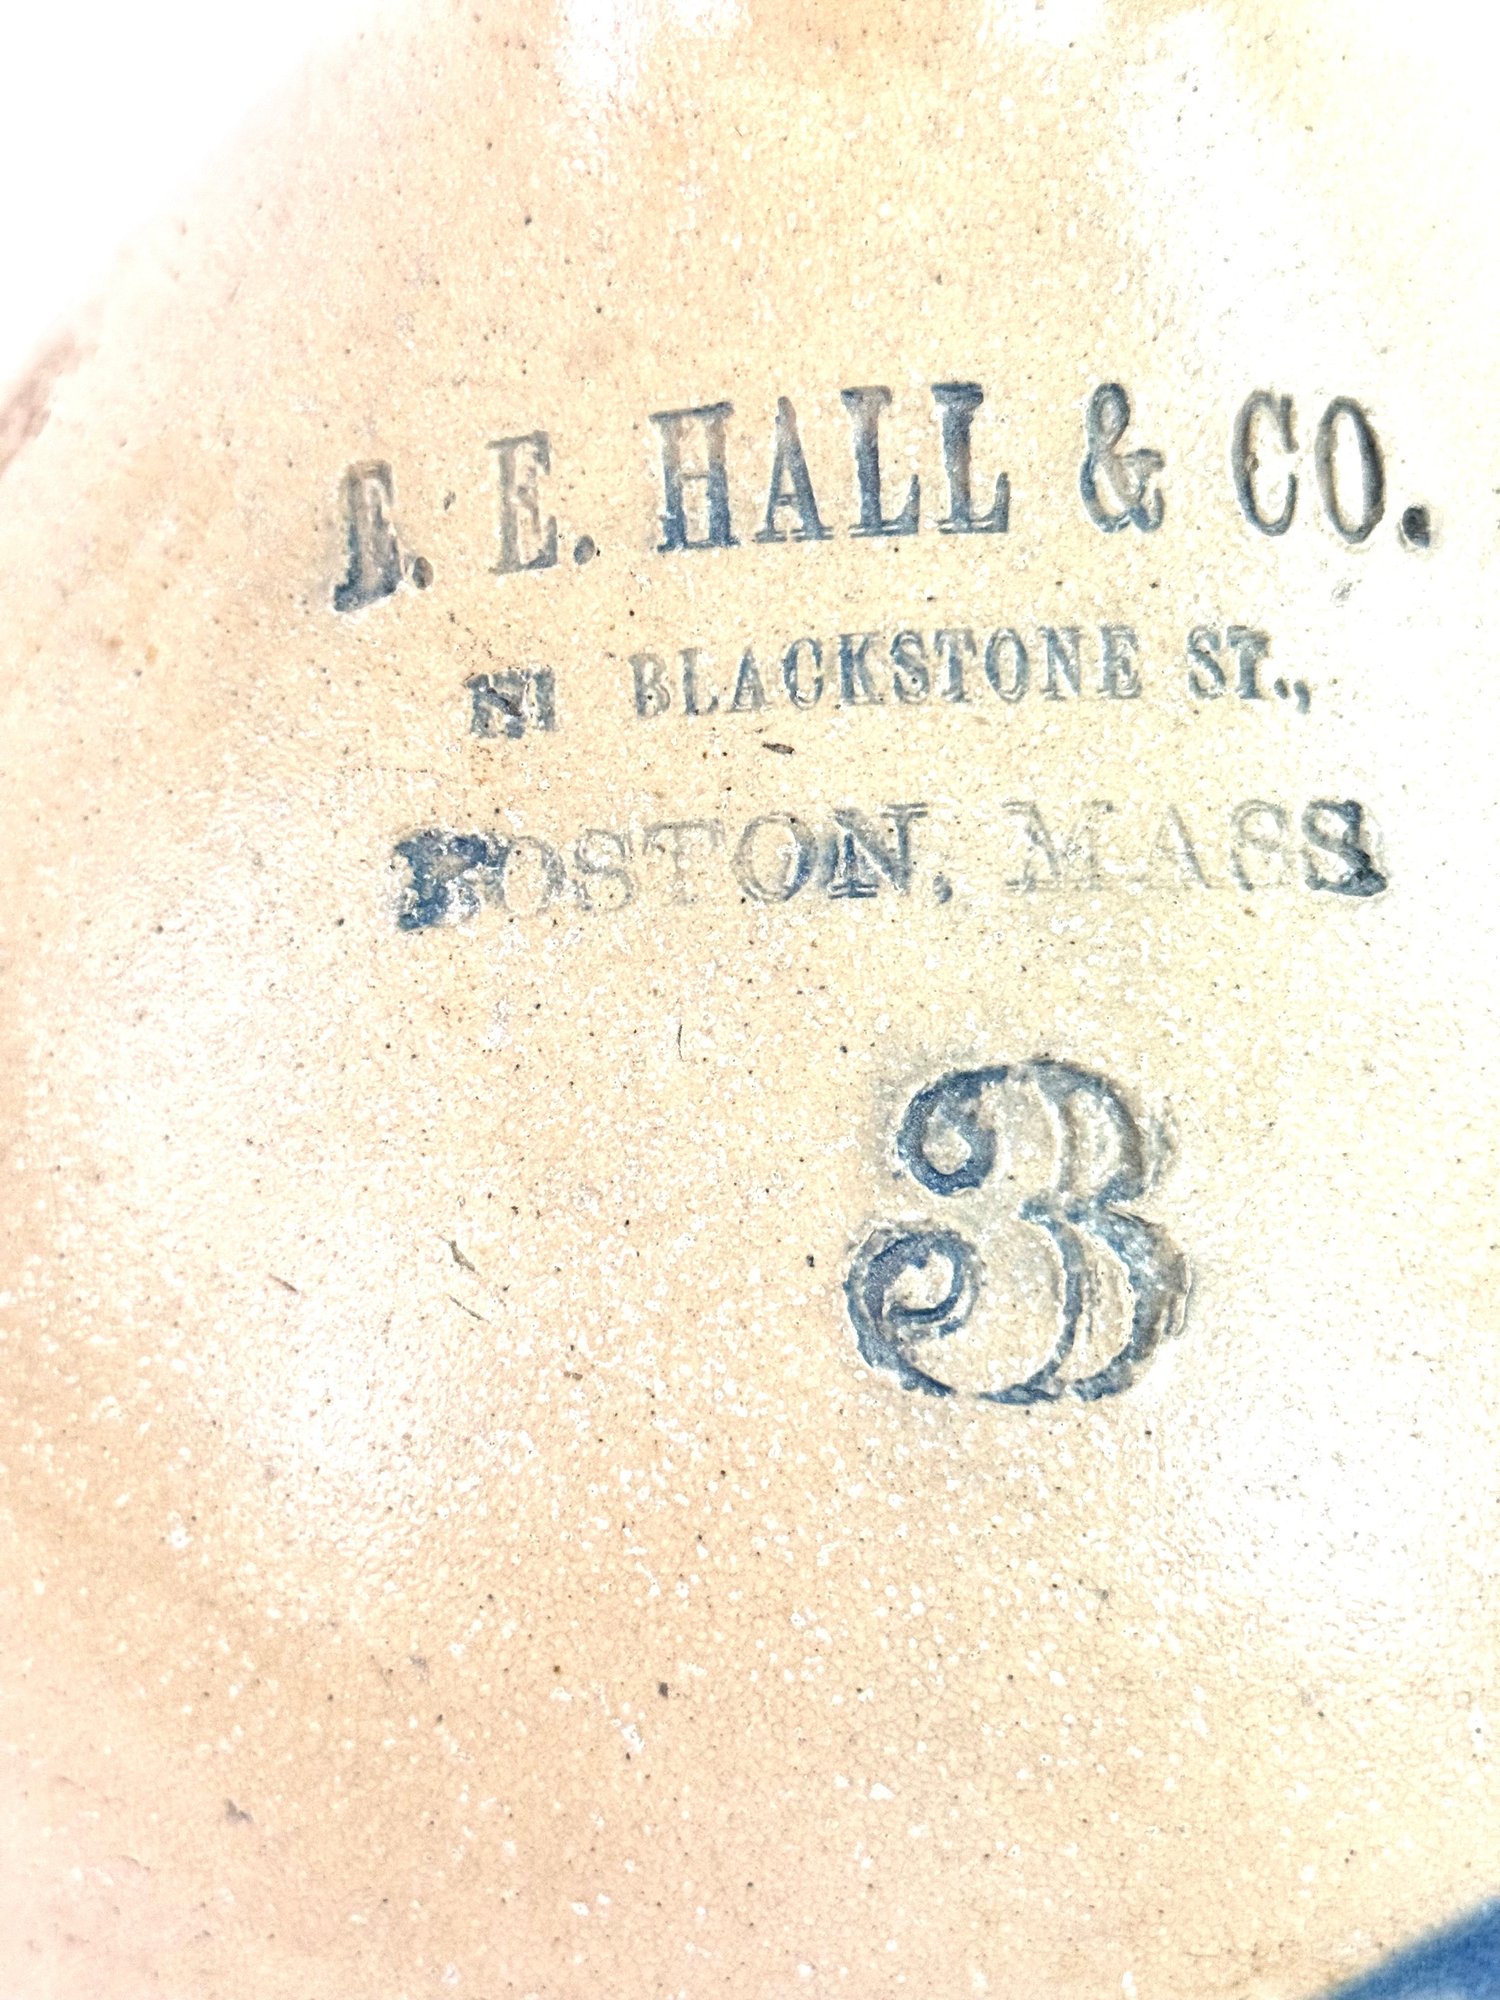 E. HALL & CO.
BLACKSTONE ST.,
BOSTON, MASS
3